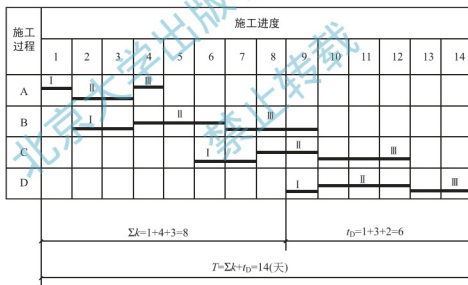 施工过程
施工进度
1 2 3 4 5 6 7 8 9 10 11 12 13 14
A Ⅰ Ⅱ Ⅲ
B Ⅰ Ⅱ Ⅲ
C Ⅰ Ⅱ Ⅲ
D Ⅰ Ⅱ Ⅲ
Σk=1+4+3=8
t_D=1+3+2=6
T=Σk+t_D=14(天)
北京大学出版
禁止转载